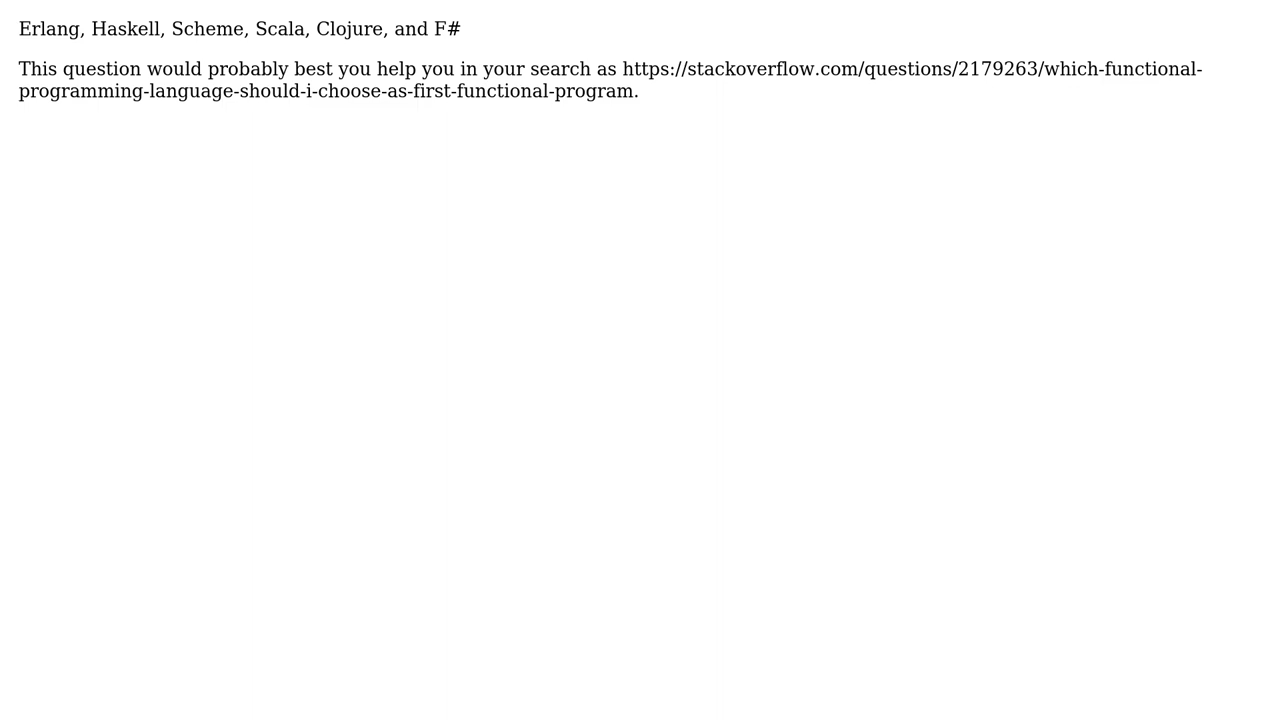 Erlang, Haskell, Scheme, Scala, Clojure, and F#
This question would probably best you help you in your search as https://stackoverflow.com/questions/2179263/which-functional-
programming-language-should-i-choose-as-first-functional-program.